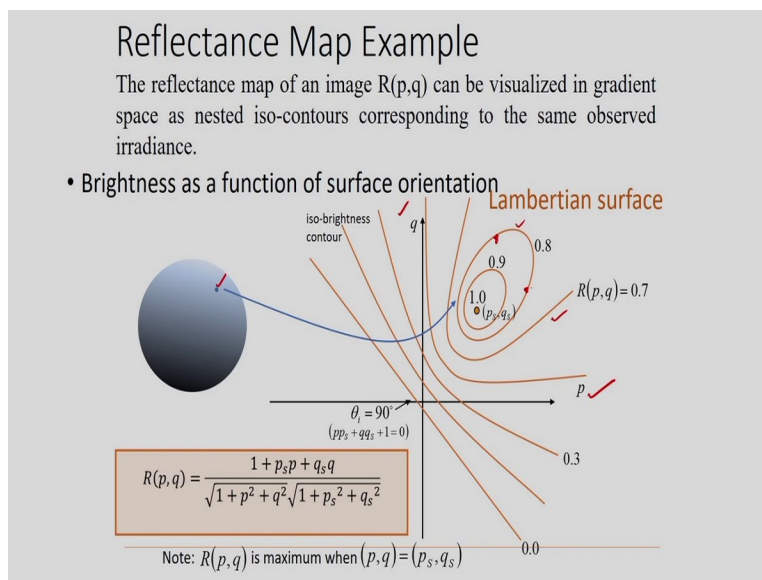 Reflectance Map Example
The reflectance map of an image R(p,q) can be visualized in gradient
space as nested iso-contours corresponding to the same observed
irradiance.
• Brightness as a function of surface orientation
Lambertian surface
iso-brightness
contour
q
0.8
0.9
1.0
(pₛ,qₛ)
R(p,q)=0.7
p
θᵢ = 90°
(ppₛ+qqₛ+1=0)
0.3
R(p,q) = (1 + pₛp + qₛq) / (√(1 + p² + q²) √(1 + pₛ² + qₛ²))
0.0
Note: R(p,q) is maximum when (p,q)=(pₛ,qₛ)